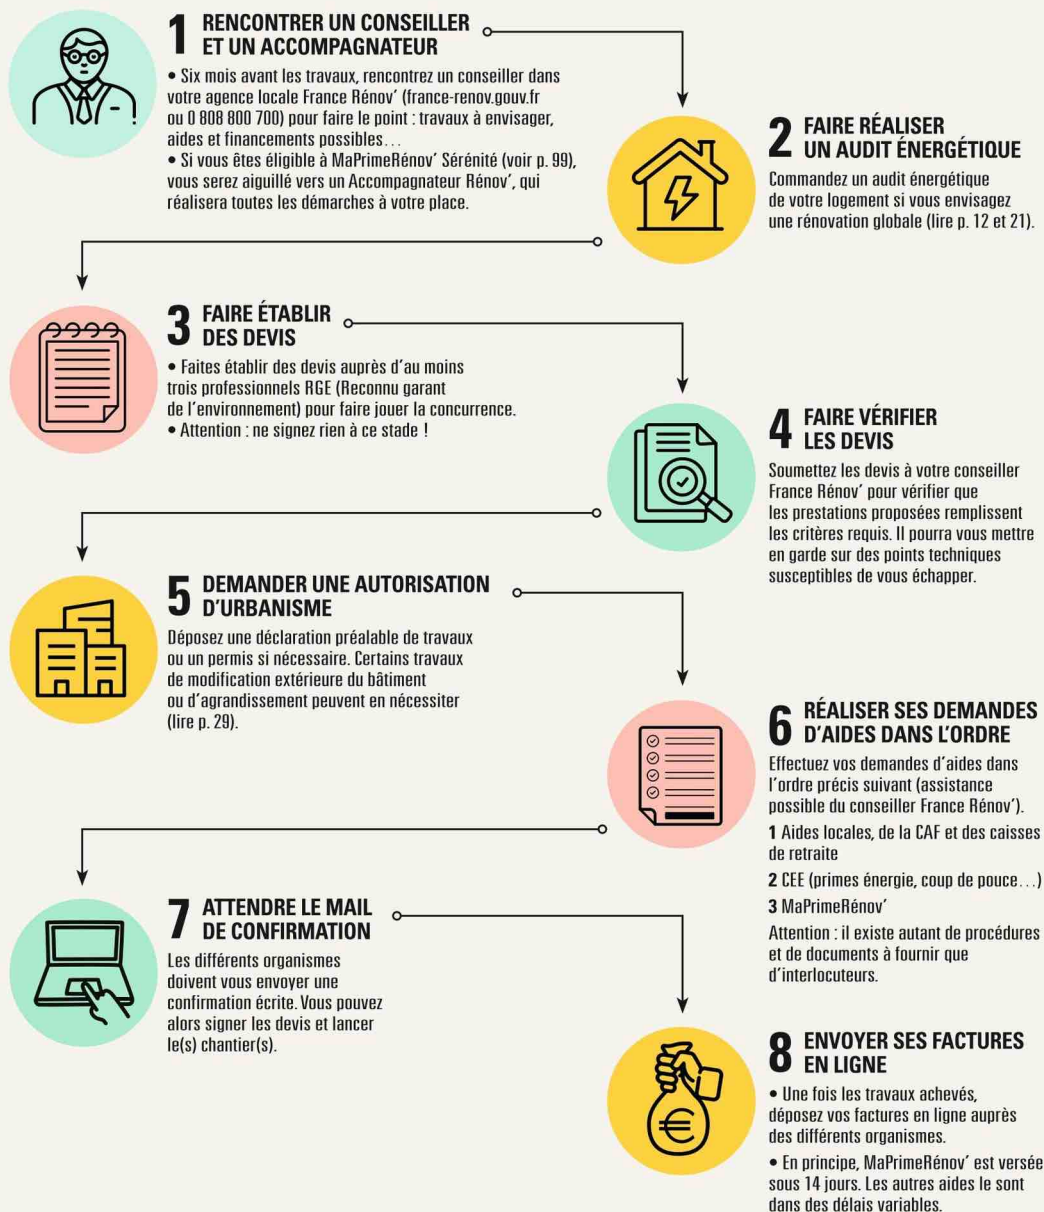 1 RENCONTRER UN CONSEILLER
ET UN ACCOMPAGNATEUR
• Six mois avant les travaux, rencontrez un conseiller dans
votre agence locale France Rénov’ (france-renov.gouv.fr
ou 0 808 800 700) pour faire le point : travaux à envisager,
aides et financements possibles…
• Si vous êtes éligible à MaPrimeRénov’ Sérénité (voir p. 99),
vous serez aiguillé vers un Accompagnateur Rénov’, qui
réalisera toutes les démarches à votre place.
2 FAIRE RÉALISER
UN AUDIT ÉNERGÉTIQUE
Commandez un audit énergétique
de votre logement si vous envisagez
une rénovation globale (lire p. 12 et 21).
3 FAIRE ÉTABLIR
DES DEVIS
• Faites établir des devis auprès d’au moins
trois professionnels RGE (Reconnu garant
de l’environnement) pour faire jouer la concurrence.
• Attention : ne signez rien à ce stade !
4 FAIRE VÉRIFIER
LES DEVIS
Soumettez les devis à votre conseiller
France Rénov’ pour vérifier que
les prestations proposées remplissent
les critères requis. Il pourra vous mettre
en garde sur des points techniques
susceptibles de vous échapper.
5 DEMANDER UNE AUTORISATION
D’URBANISME
Déposez une déclaration préalable de travaux
ou un permis si nécessaire. Certains travaux
de modification extérieure du bâtiment
ou d’agrandissement peuvent en nécessiter
(lire p. 29).
6 RÉALISER SES DEMANDES
D’AIDES DANS L’ORDRE
Effectuez vos demandes d’aides dans
l’ordre précis suivant (assistance
possible du conseiller France Rénov’).
1 Aides locales, de la CAF et des caisses
de retraite
2 CEE (primes énergie, coup de pouce…)
3 MaPrimeRénov’
Attention : il existe autant de procédures
et de documents à fournir que
d’interlocuteurs.
7 ATTENDRE LE MAIL
DE CONFIRMATION
Les différents organismes
doivent vous envoyer une
confirmation écrite. Vous pouvez
alors signer les devis et lancer
le(s) chantier(s).
8 ENVOYER SES FACTURES
EN LIGNE
• Une fois les travaux achevés,
déposez vos factures en ligne auprès
des différents organismes.
• En principe, MaPrimeRénov’ est versée
sous 14 jours. Les autres aides le sont
dans des délais variables.